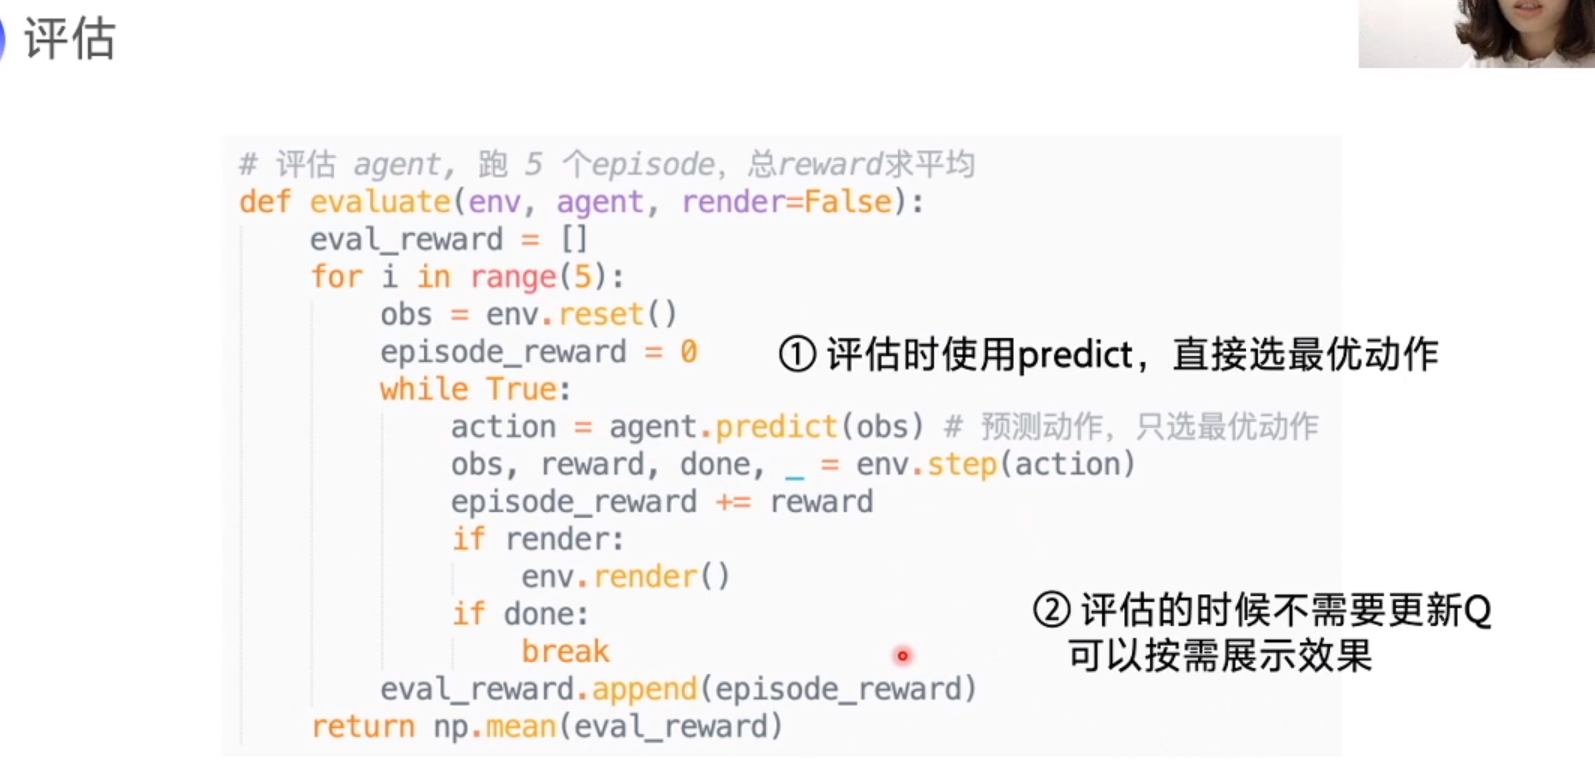 评估
# 评估 agent, 跑 5 个episode，总reward求平均
def evaluate(env, agent, render=False):
    eval_reward = []
    for i in range(5):
        obs = env.reset()
        episode_reward = 0
① 评估时使用predict，直接选最优动作
        while True:
            action = agent.predict(obs) # 预测动作，只选最优动作
            obs, reward, done, _ = env.step(action)
            episode_reward += reward
            if render:
                env.render()
            if done:
② 评估的时候不需要更新Q
可以按需展示效果
                break
        eval_reward.append(episode_reward)
    return np.mean(eval_reward)